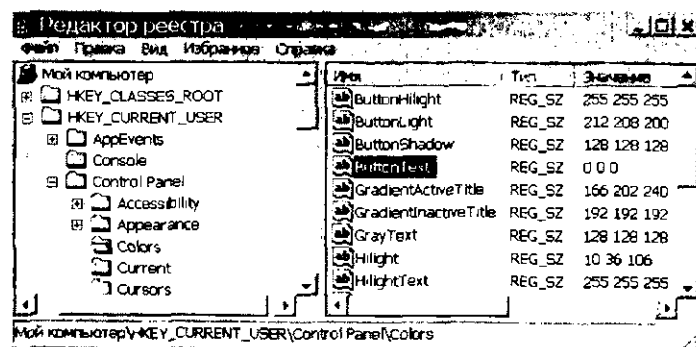 Редактор реестра
Файл Правка Вид Избранное Справка
Мой компьютер
HKEY_CLASSES_ROOT
HKEY_CURRENT_USER
AppEvents
Console
Control Panel
Accessibility
Appearance
Colors
Current
Cursors
Имя Тип Значение
ButtonHilight REG_SZ 255 255 255
ButtonLight REG_SZ 212 208 200
ButtonShadow REG_SZ 128 128 128
ButtonText REG_SZ 0 0 0
GradientActiveTitle REG_SZ 166 202 240
GradientInactiveTitle REG_SZ 192 192 192
GrayText REG_SZ 128 128 128
Hilight REG_SZ 10 36 106
HilightText REG_SZ 255 255 255
Мой компьютер\HKEY_CURRENT_USER\Control Panel\Colors